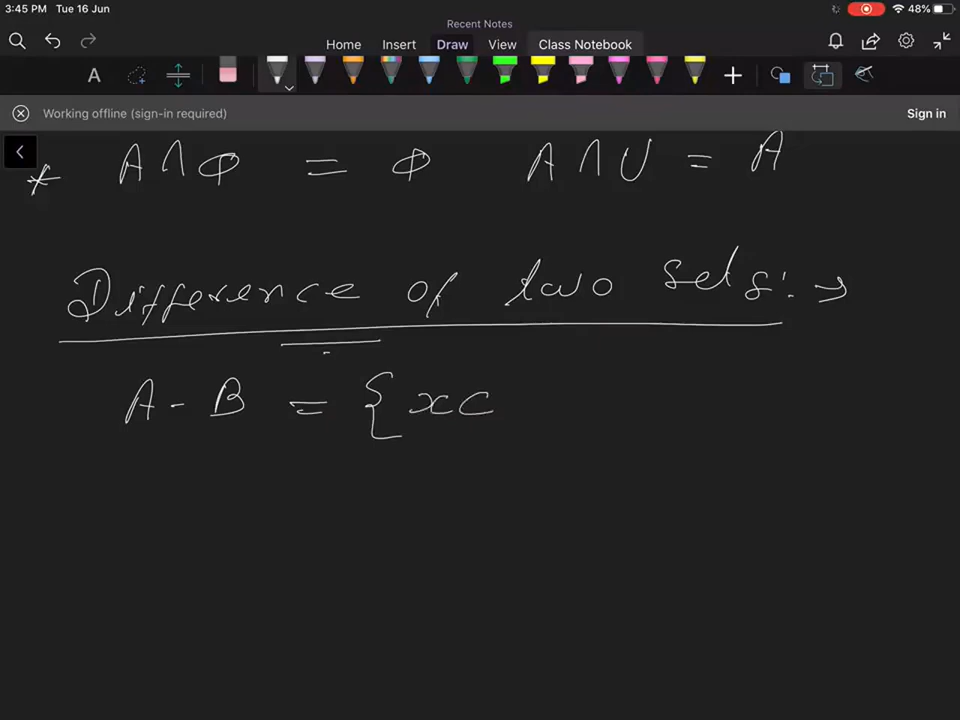 3:45 PM Tue 16 Jun 48%
Recent Notes
Home Insert Draw View Class Notebook
A
Working offline (sign-in required) Sign in
* A ∩ φ = φ A ∩ U = A
Difference of two sets: →
A - B = { x C